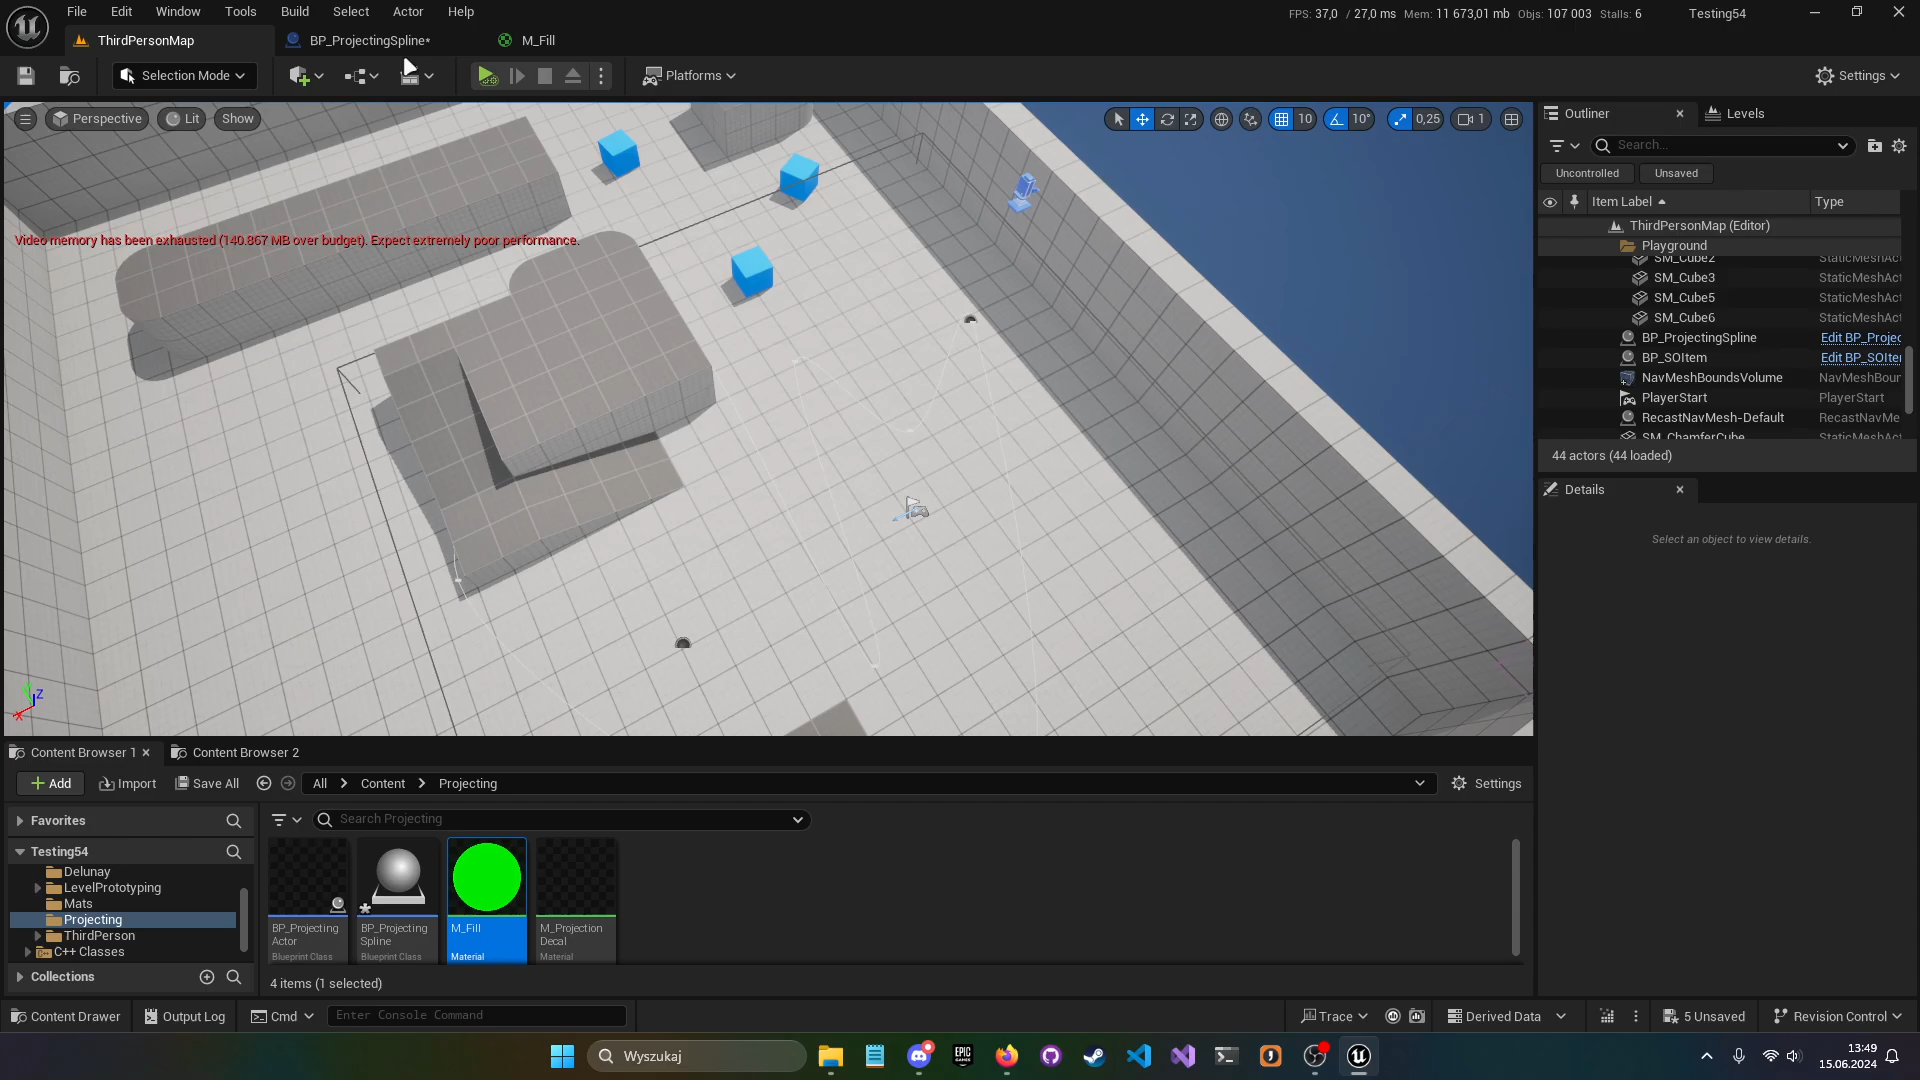 File Edit Window Tools Build Select Actor Help
FPS: 37,0 / 27,0 ms Mem: 11 673,01 mb Objs: 107 003 Stalls: 6 Testing54
ThirdPersonMap BP_ProjectingSpline* M_Fill
Selection Mode Platforms Settings
Perspective Lit Show 10 10° 0,25 1
Video memory has been exhausted (140.867 MB over budget). Expect extremely poor performance.
Z
X
Outliner Levels
Search...
Uncontrolled Unsaved
Item Label Type
ThirdPersonMap (Editor)
Playground
SM_Cube2 StaticMeshAct
SM_Cube3 StaticMeshAct
SM_Cube5 StaticMeshAct
SM_Cube6 StaticMeshAct
BP_ProjectingSpline Edit BP_Projec
BP_SOItem Edit BP_SOIter
NavMeshBoundsVolume NavMeshBoun
PlayerStart PlayerStart
RecastNavMesh-Default RecastNavMe
SM_ChamferCube StaticMeshAct
44 actors (44 loaded)
Details
Select an object to view details.
Content Browser 1 Content Browser 2
Add Import Save All All Content Projecting Settings
Favorites Search Projecting
Testing54
Delunay
LevelPrototyping
Mats
Projecting
ThirdPerson
C++ Classes
Collections
BP_Projecting
Actor
Blueprint Class
BP_Projecting
Spline
Blueprint Class
M_Fill
Material
M_Projection
Decal
Material
4 items (1 selected)
Content Drawer Output Log Cmd Enter Console Command Trace Derived Data 5 Unsaved Revision Control
Wyszukaj
EPIC
GAMES
13:49
15.06.2024